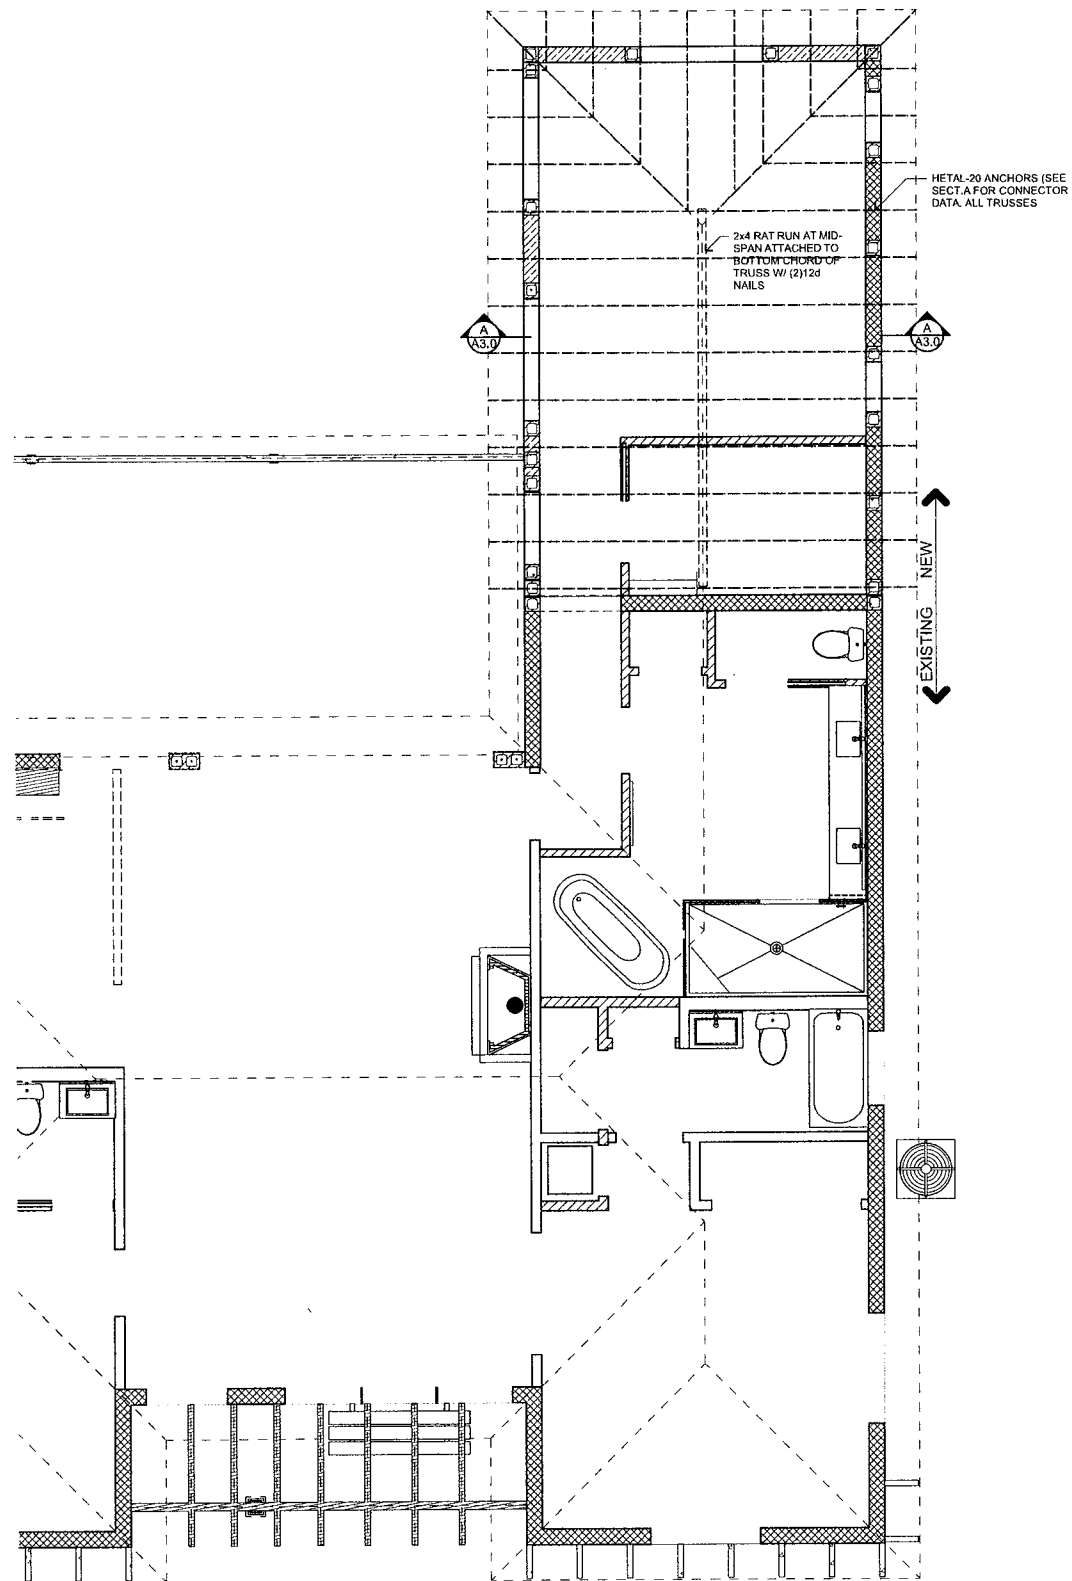 HETAL-20 ANCHORS (SEE
SECT.A FOR CONNECTOR
DATA. ALL TRUSSES
2x4 RAT RUN AT MID-
SPAN ATTACHED TO
BOTTOM CHORD OF
TRUSS W/ (2)12d
NAILS
A
A3.0
A
A3.0
EXISTING NEW